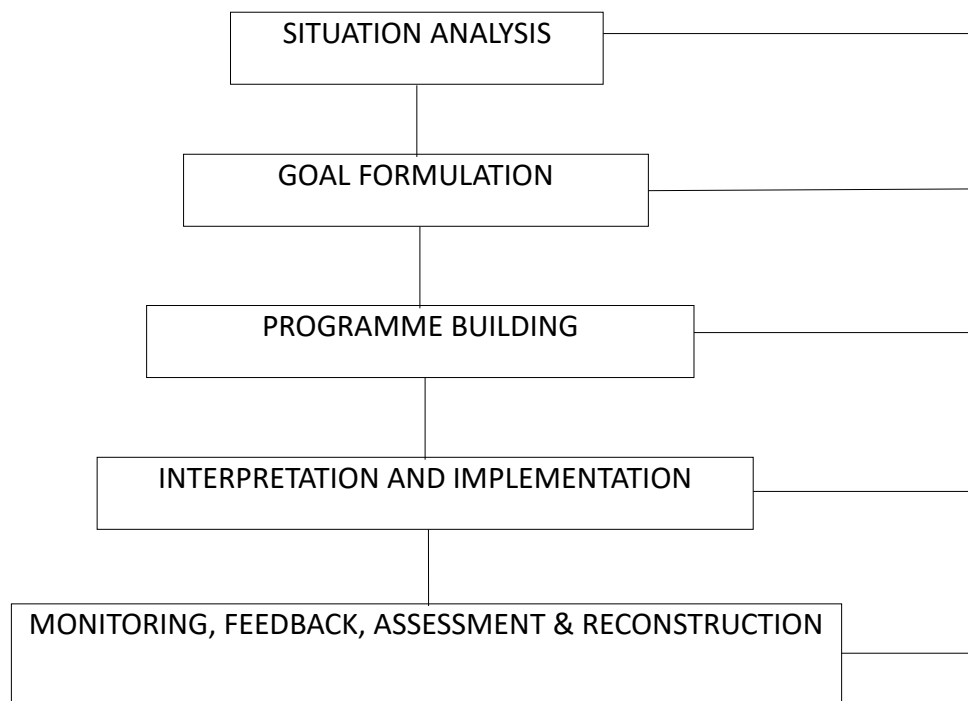 SITUATION ANALYSIS
GOAL FORMULATION
PROGRAMME BUILDING
INTERPRETATION AND IMPLEMENTATION
MONITORING, FEEDBACK, ASSESSMENT & RECONSTRUCTION